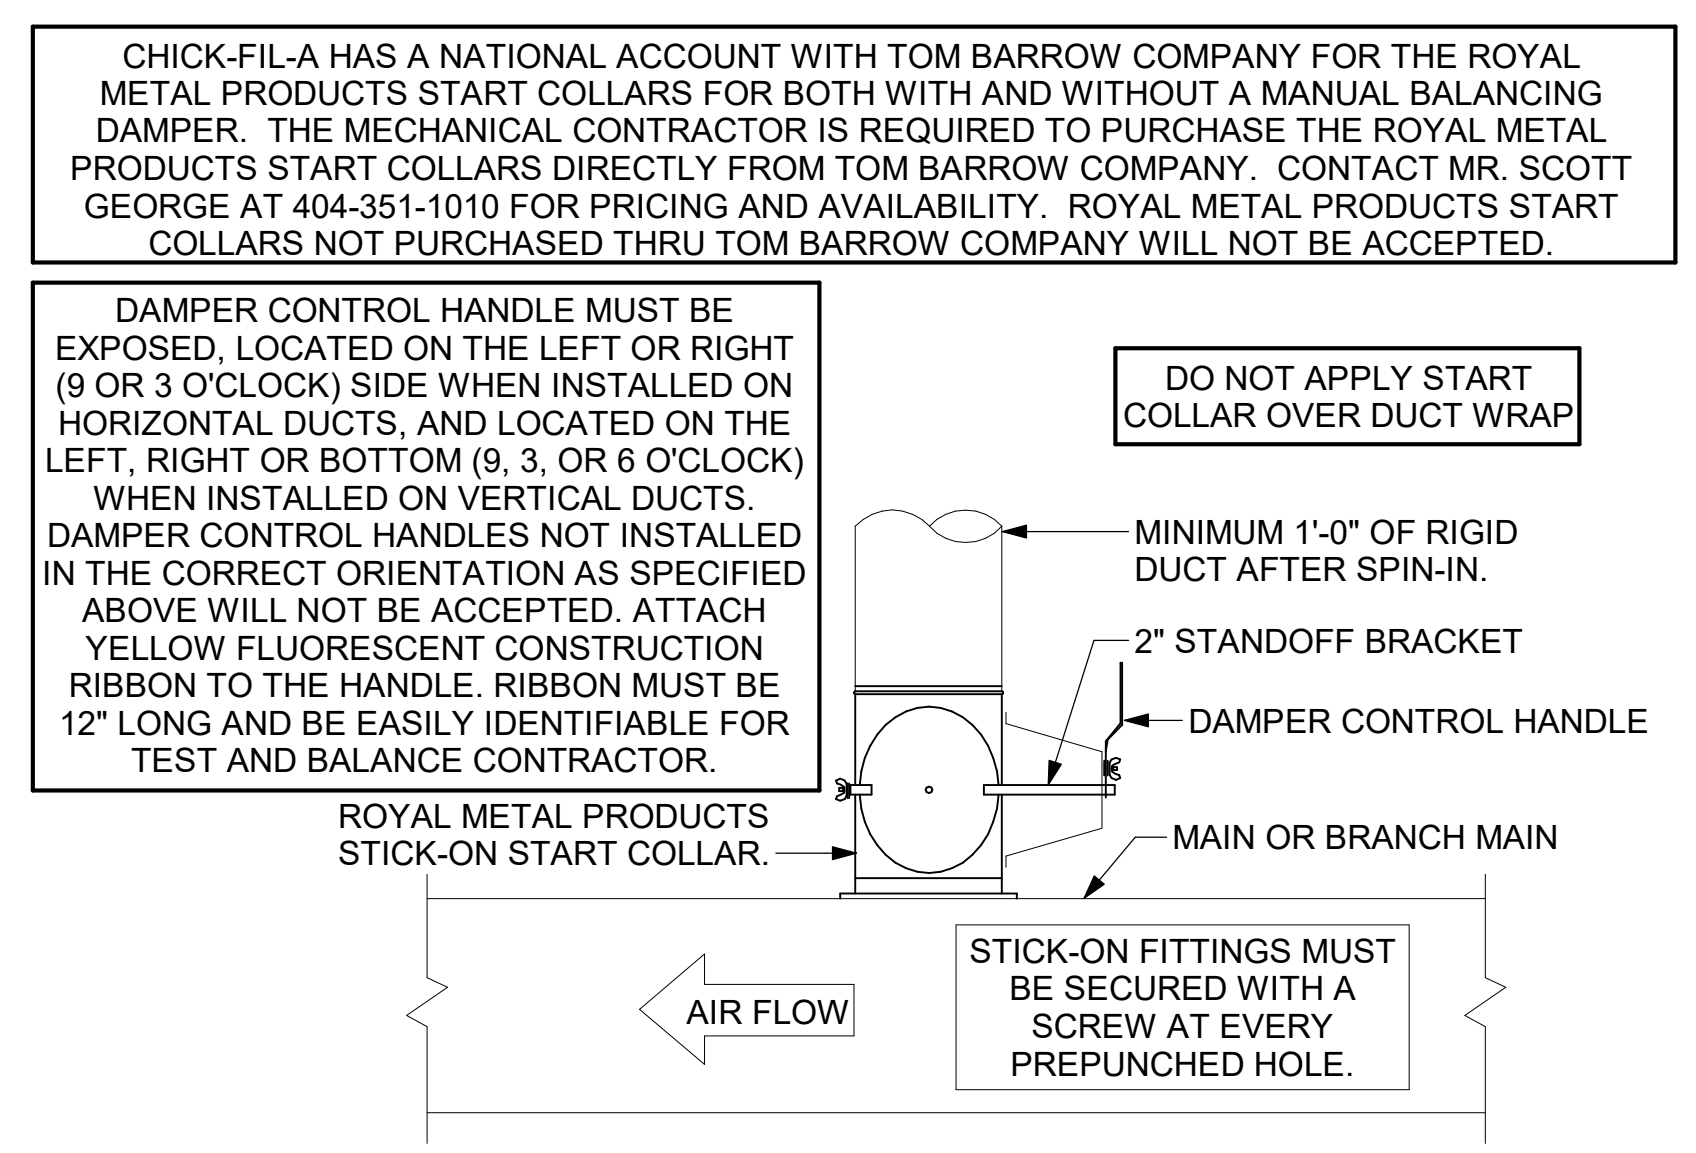 CHICK-FIL-A HAS A NATIONAL ACCOUNT WITH TOM BARROW COMPANY FOR THE ROYAL
METAL PRODUCTS START COLLARS FOR BOTH WITH AND WITHOUT A MANUAL BALANCING
DAMPER. THE MECHANICAL CONTRACTOR IS REQUIRED TO PURCHASE THE ROYAL METAL
PRODUCTS START COLLARS DIRECTLY FROM TOM BARROW COMPANY. CONTACT MR. SCOTT
GEORGE AT 404-351-1010 FOR PRICING AND AVAILABILITY. ROYAL METAL PRODUCTS START
COLLARS NOT PURCHASED THRU TOM BARROW COMPANY WILL NOT BE ACCEPTED.
DAMPER CONTROL HANDLE MUST BE
EXPOSED, LOCATED ON THE LEFT OR RIGHT
(9 OR 3 O'CLOCK) SIDE WHEN INSTALLED ON
HORIZONTAL DUCTS, AND LOCATED ON THE
LEFT, RIGHT OR BOTTOM (9, 3, OR 6 O'CLOCK)
WHEN INSTALLED ON VERTICAL DUCTS.
DAMPER CONTROL HANDLES NOT INSTALLED
IN THE CORRECT ORIENTATION AS SPECIFIED
ABOVE WILL NOT BE ACCEPTED. ATTACH
YELLOW FLUORESCENT CONSTRUCTION
RIBBON TO THE HANDLE. RIBBON MUST BE
12" LONG AND BE EASILY IDENTIFIABLE FOR
TEST AND BALANCE CONTRACTOR.
DO NOT APPLY START
COLLAR OVER DUCT WRAP
MINIMUM 1'-0" OF RIGID
DUCT AFTER SPIN-IN.
2" STANDOFF BRACKET
DAMPER CONTROL HANDLE
ROYAL METAL PRODUCTS
STICK-ON START COLLAR.
MAIN OR BRANCH MAIN
STICK-ON FITTINGS MUST
BE SECURED WITH A
SCREW AT EVERY
PREPUNCHED HOLE.
AIR FLOW